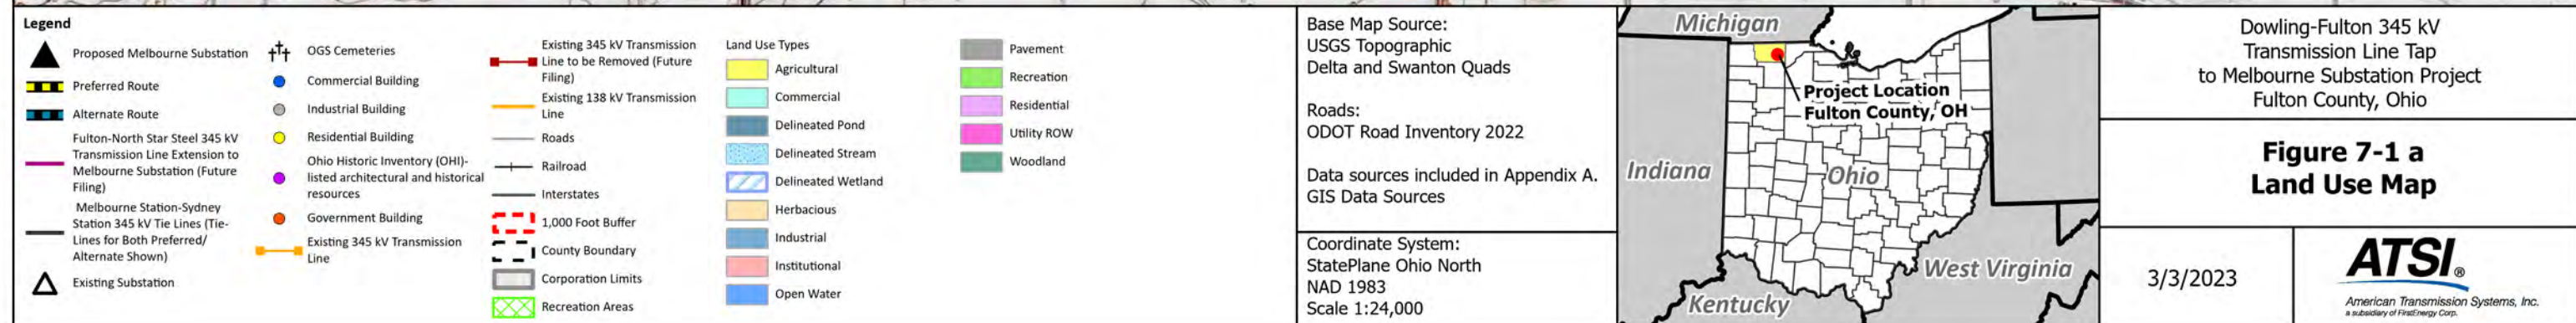 Legend
Proposed Melbourne Substation
Preferred Route
Alternate Route
Fulton-North Star Steel 345 kV
Transmission Line Extension to
Melbourne Substation (Future
Filing)
Melbourne Station-Sydney
Station 345 kV Tie Lines (Tie-
Lines for Both Preferred/
Alternate Shown)
Existing Substation
OGS Cemeteries
Commercial Building
Industrial Building
Residential Building
Ohio Historic Inventory (OHI)-
listed architectural and historical
resources
Government Building
Existing 345 kV Transmission
Line
Existing 345 kV Transmission
Line to be Removed (Future
Filing)
Existing 138 kV Transmission
Line
Roads
Railroad
Interstates
1,000 Foot Buffer
County Boundary
Corporation Limits
Recreation Areas
Land Use Types
Agricultural
Commercial
Delineated Pond
Delineated Stream
Delineated Wetland
Herbacious
Industrial
Institutional
Open Water
Pavement
Recreation
Residential
Utility ROW
Woodland
Base Map Source:
USGS Topographic
Delta and Swanton Quads
Roads:
ODOT Road Inventory 2022
Data sources included in Appendix A.
GIS Data Sources
Coordinate System:
StatePlane Ohio North
NAD 1983
Scale 1:24,000
Michigan
Project Location
Fulton County, OH
Indiana
Ohio
West Virginia
Kentucky
Dowling-Fulton 345 kV
Transmission Line Tap
to Melbourne Substation Project
Fulton County, Ohio
Figure 7-1 a
Land Use Map
3/3/2023
ATSI®
American Transmission Systems, Inc.
a subsidiary of FirstEnergy Corp.